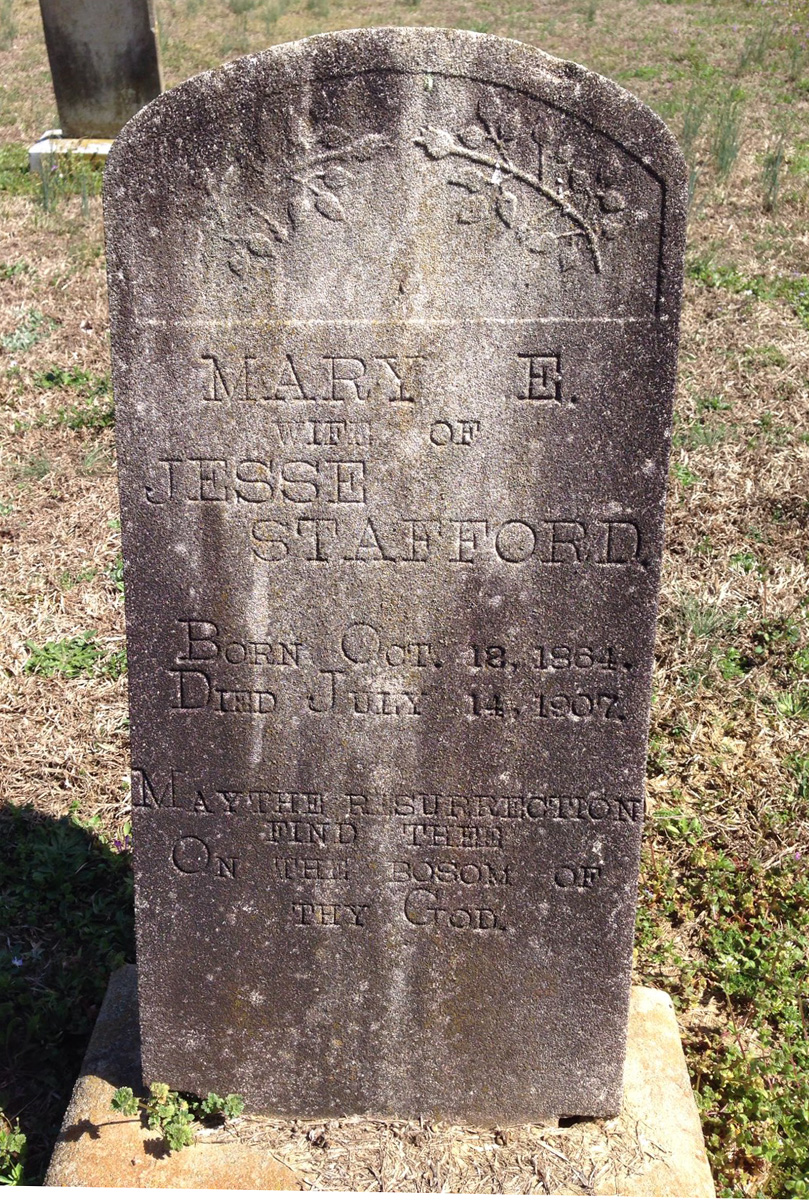 MARY E.
WIFE OF
JESSE
STAFFORD.
BORN OCT. 18, 1864.
DIED JULY 14, 1907.
MAY THE RESURRECTION
FIND THEE
ON THE BOSOM OF
THY GOD.